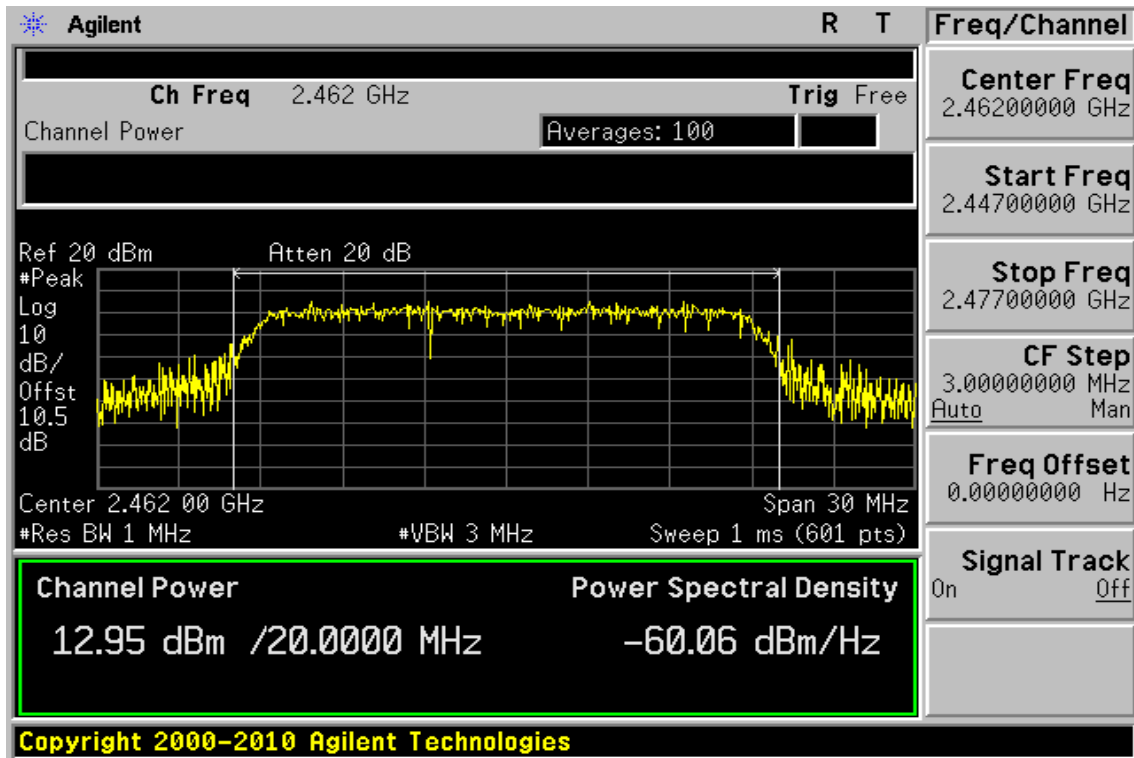 Agilent R T
Ch Freq 2.462 GHz Trig Free
Channel Power Averages: 100
Ref 20 dBm Atten 20 dB
#Peak
Log
10
dB/
Offst
10.5
dB
Center 2.462 00 GHz Span 30 MHz
#Res BW 1 MHz #VBW 3 MHz Sweep 1 ms (601 pts)
Channel Power Power Spectral Density
12.95 dBm /20.0000 MHz -60.06 dBm/Hz
Copyright 2000-2010 Agilent Technologies
Freq/Channel
Center Freq
2.46200000 GHz
Start Freq
2.44700000 GHz
Stop Freq
2.47700000 GHz
CF Step
3.00000000 MHz
Auto Man
Freq Offset
0.00000000 Hz
Signal Track
On Off